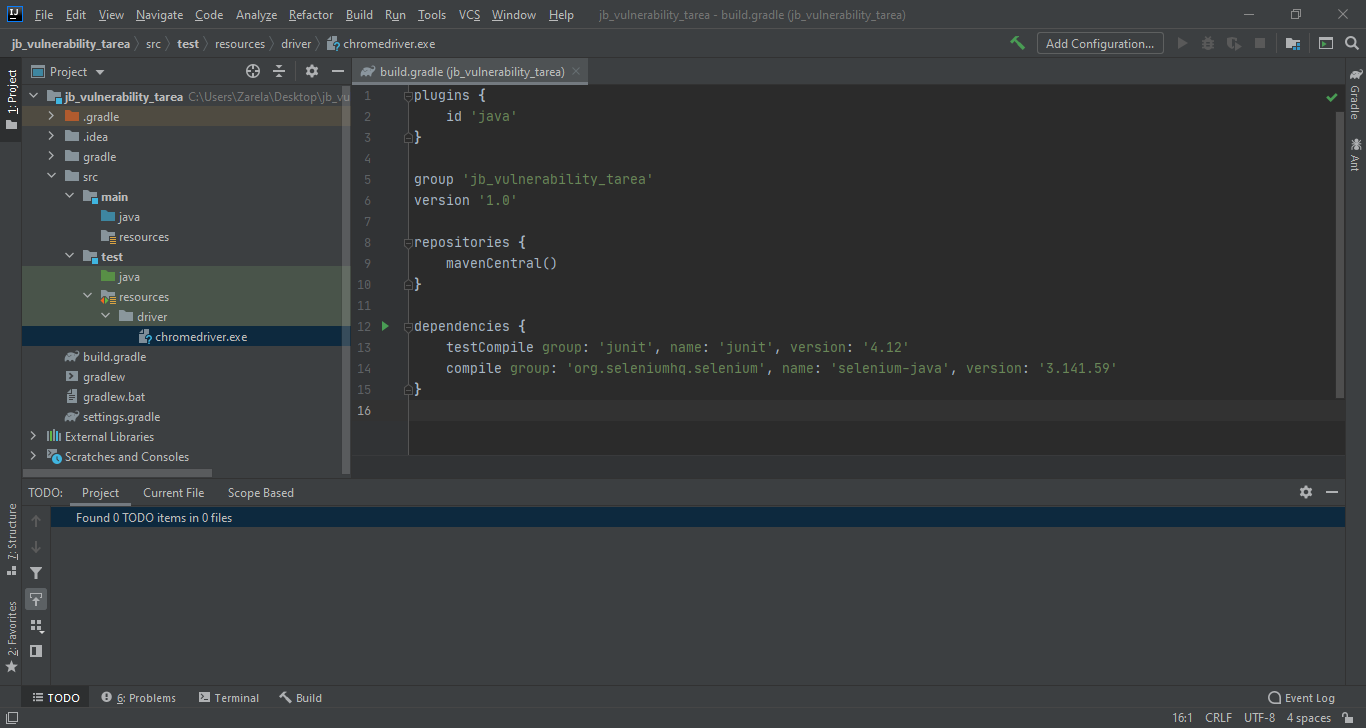 File Edit View Navigate Code Analyze Refactor Build Run Tools VCS Window Help jb_vulnerability_tarea - build.gradle (jb_vulnerability_tarea)
jb_vulnerability_tarea src test resources driver chromedriver.exe Add Configuration...
1: Project
Project
build.gradle (jb_vulnerability_tarea)
jb_vulnerability_tarea C:\Users\Zarela\Desktop\jb_vu
.gradle
.idea
gradle
src
main
java
resources
test
java
resources
driver
chromedriver.exe
build.gradle
gradlew
gradlew.bat
settings.gradle
External Libraries
Scratches and Consoles
1 plugins {
2 id 'java'
3 }
4
5 group 'jb_vulnerability_tarea'
6 version '1.0'
7
8 repositories {
9 mavenCentral()
10 }
11
12 dependencies {
13 testCompile group: 'junit', name: 'junit', version: '4.12'
14 compile group: 'org.seleniumhq.selenium', name: 'selenium-java', version: '3.141.59'
15 }
16
Gradle
Ant
TODO: Project Current File Scope Based
Found 0 TODO items in 0 files
7: Structure
2: Favorites
TODO 6: Problems Terminal Build Event Log
16:1 CRLF UTF-8 4 spaces